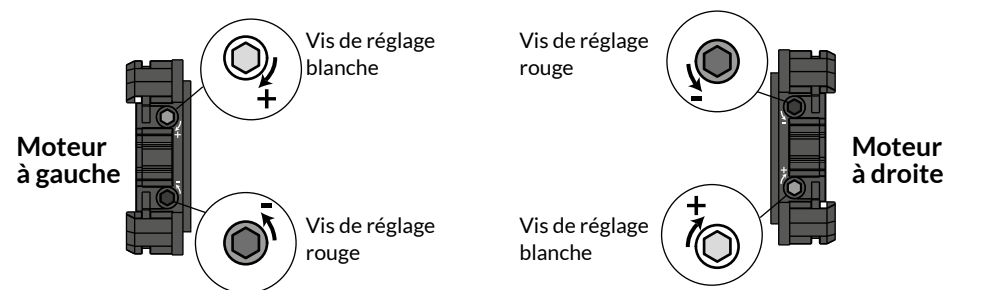 Vis de réglage
blanche
+
Moteur
à gauche
-
Vis de réglage
rouge
Vis de réglage
rouge
-
Moteur
à droite
+
Vis de réglage
blanche